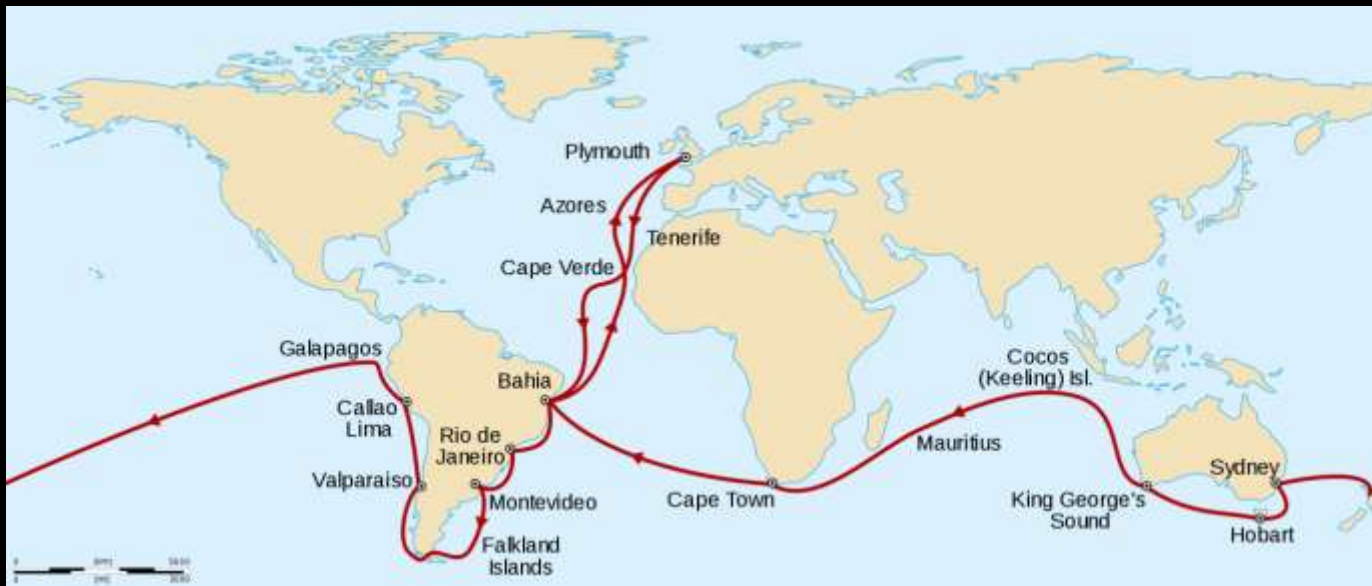 Plymouth
Azores
Tenerife
Cape Verde
Galapagos
Bahia
Cocos
(Keeling) Isl.
Callao
Lima
Rio de
Janeiro
Mauritius
Valparaiso
Montevideo
Cape Town
Sydney
King George's
Sound
Hobart
Falkland
Islands